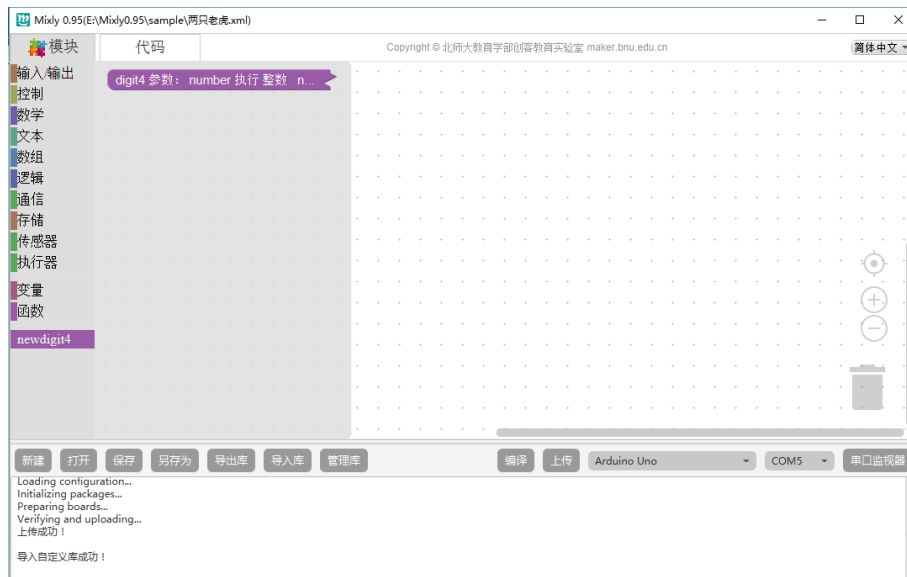 Mixly 0.95(E:\Mixly0.95\sample\两只老虎.xml)
模块 代码 Copyright © 北师大教育学部创客教育实验室 maker.bnu.edu.cn 简体中文
输入/输出
控制
数学
文本
数组
逻辑
通信
存储
传感器
执行器
变量
函数
newdigit4
digit4 参数： number 执行 整数 n...
新建 打开 保存 另存为 导出库 导入库 管理库 编译 上传 Arduino Uno COM5 串口监视器
Loading configuration...
Initializing packages...
Preparing boards...
Verifying and uploading...
上传成功！
导入自定义库成功！